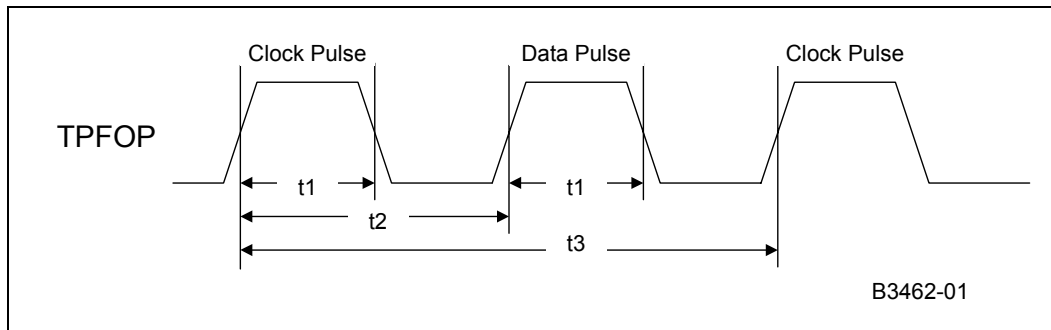 Clock Pulse
Data Pulse
Clock Pulse
TPFOP
t1
t1
t2
t3
B3462-01